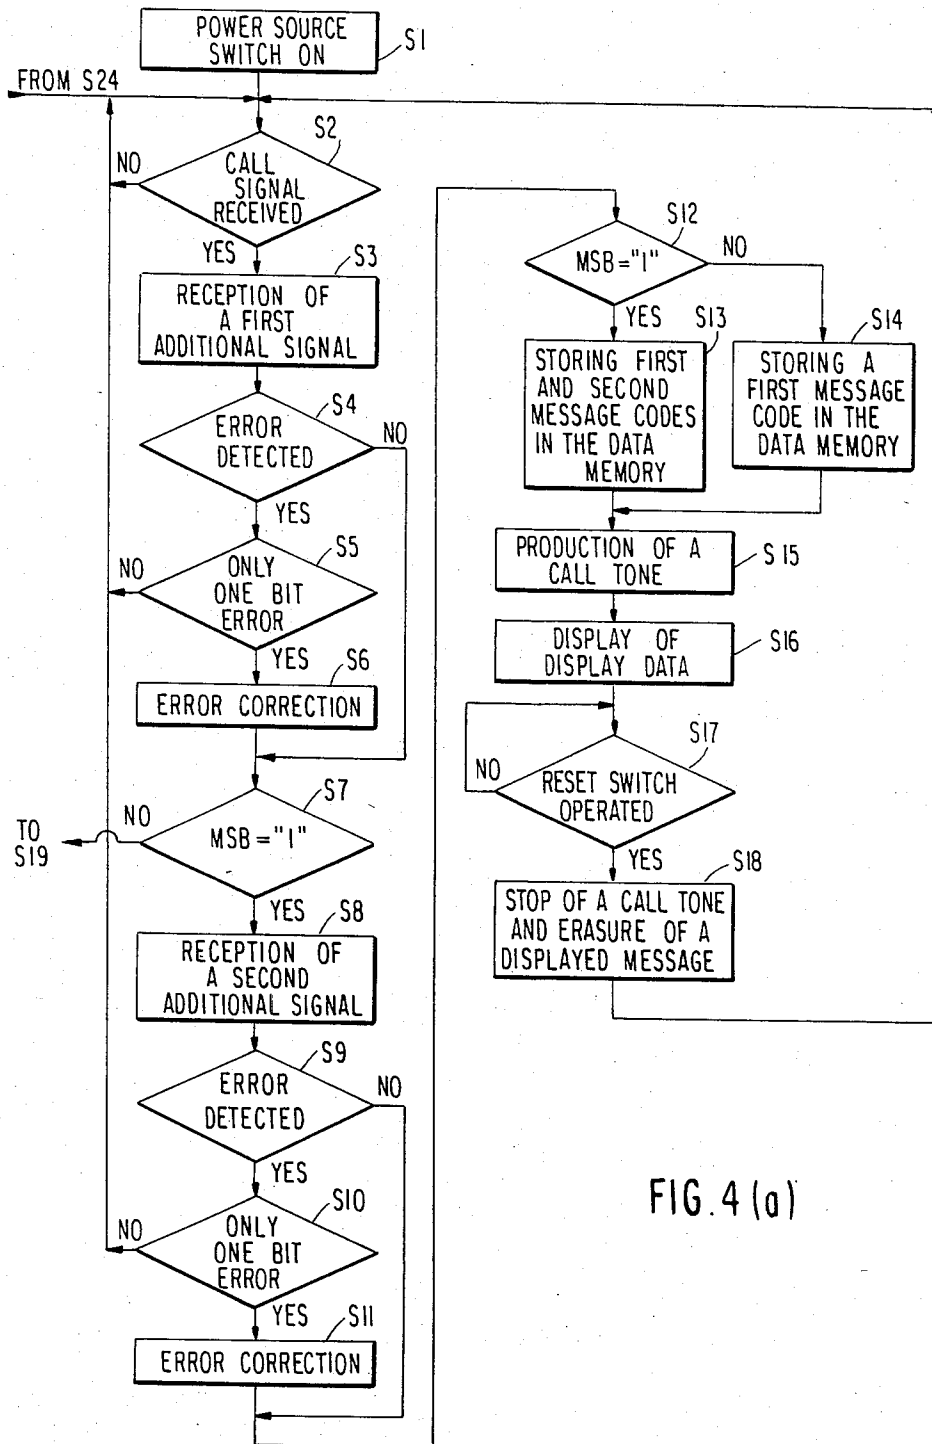 POWER SOURCE
SWITCH ON
S1
FROM S24
S2
NO
CALL
SIGNAL
RECEIVED
YES
S3
RECEPTION OF
A FIRST
ADDITIONAL SIGNAL
S4
ERROR
DETECTED
NO
YES
S5
NO
ONLY
ONE BIT
ERROR
YES
S6
ERROR CORRECTION
S7
NO
TO
S19
MSB="1"
YES
S8
RECEPTION OF
A SECOND
ADDITIONAL SIGNAL
S9
ERROR
DETECTED
NO
YES
S10
NO
ONLY
ONE BIT
ERROR
YES
S11
ERROR CORRECTION
S12
MSB="1"
NO
YES
S13
STORING FIRST
AND SECOND
MESSAGE CODES
IN THE DATA
MEMORY
S14
STORING A
FIRST MESSAGE
CODE IN THE
DATA MEMORY
PRODUCTION OF A
CALL TONE
S15
DISPLAY OF
DISPLAY DATA
S16
S17
NO
RESET SWITCH
OPERATED
YES
S18
STOP OF A CALL TONE
AND ERASURE OF A
DISPLAYED MESSAGE
FIG. 4 (a)